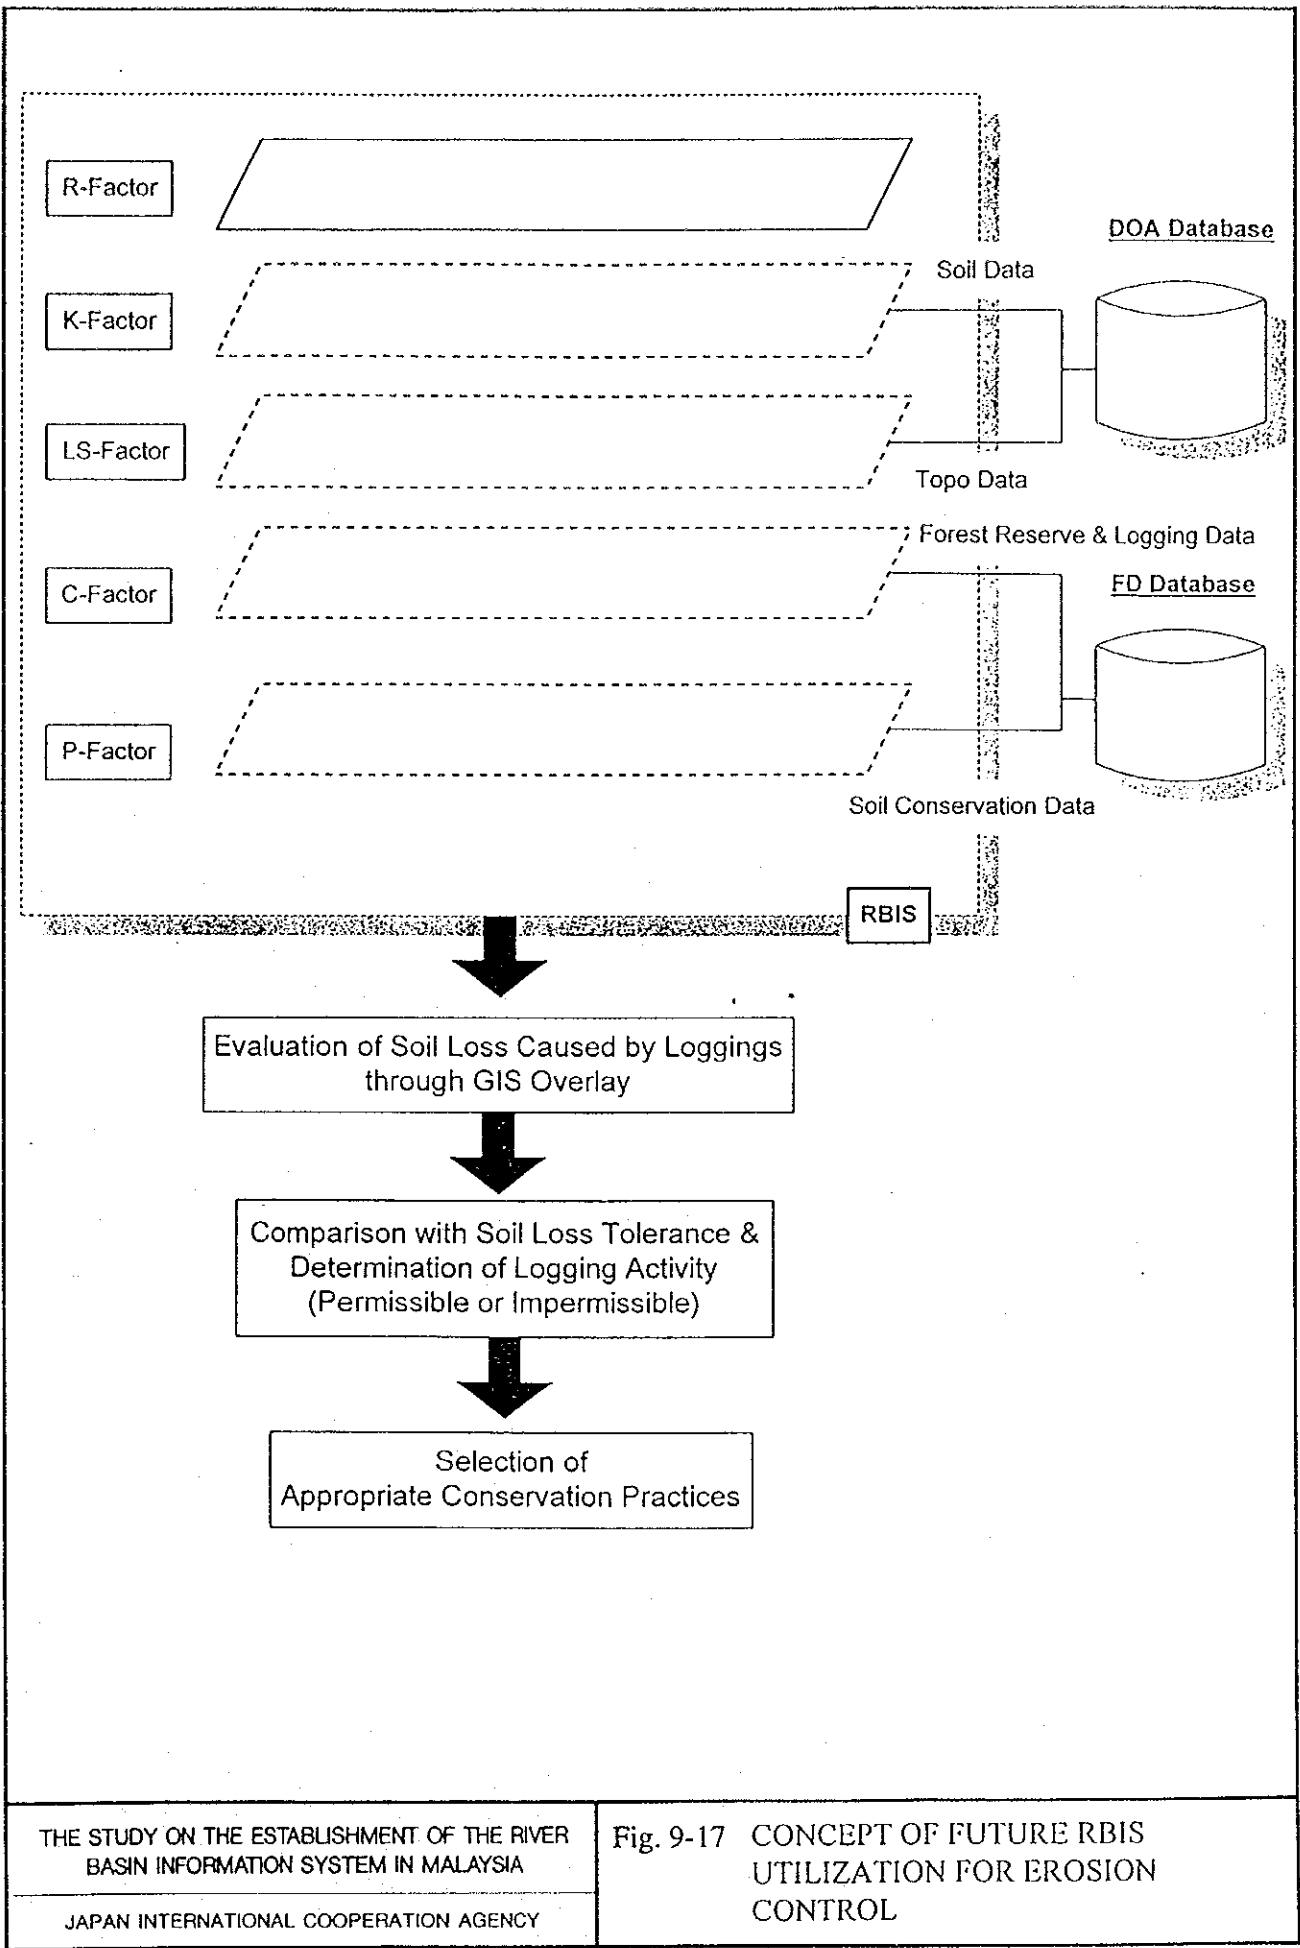 R-Factor
DOA Database
Soil Data
K-Factor
LS-Factor
Topo Data
Forest Reserve & Logging Data
C-Factor
FD Database
P-Factor
Soil Conservation Data
RBIS
Evaluation of Soil Loss Caused by Loggings
through GIS Overlay
Comparison with Soil Loss Tolerance &
Determination of Logging Activity
(Permissible or Impermissible)
Selection of
Appropriate Conservation Practices
THE STUDY ON THE ESTABLISHMENT OF THE RIVER
BASIN INFORMATION SYSTEM IN MALAYSIA
JAPAN INTERNATIONAL COOPERATION AGENCY
Fig. 9-17 CONCEPT OF FUTURE RBIS
UTILIZATION FOR EROSION
CONTROL